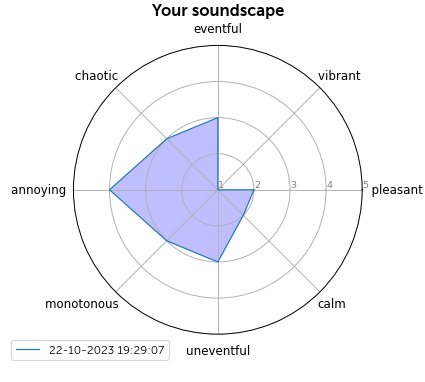 Your soundscape
eventful
chaotic
vibrant
annoying
1 2 3 4 5
pleasant
monotonous
calm
22-10-2023 19:29:07
uneventful